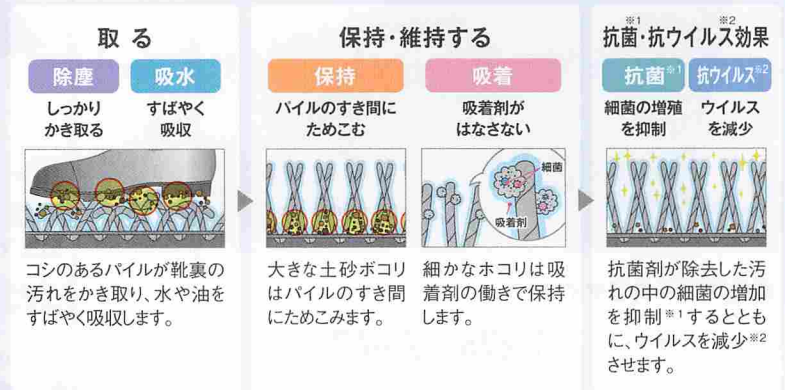 取る
除塵
吸水
しっかり
かき取る
すばやく
吸収
コシのあるパイルが靴裏の
汚れをかき取り、水や油を
すばやく吸収します。
保持・維持する
保持
吸着
パイルのすき間に
ためこむ
吸着剤が
はなさない
細菌
吸着剤
大きな土砂ボコリ
はパイルのすき間
にためこみます。
細かなホコリは吸
着剤の働きで保持
します。
抗菌※1・抗ウイルス※2効果
抗菌※1
抗ウイルス※2
細菌の増殖
を抑制
ウイルス
を減少
抗菌剤が除去した汚
れの中の細菌の増加
を抑制※1するととも
に、ウイルスを減少※2
させます。